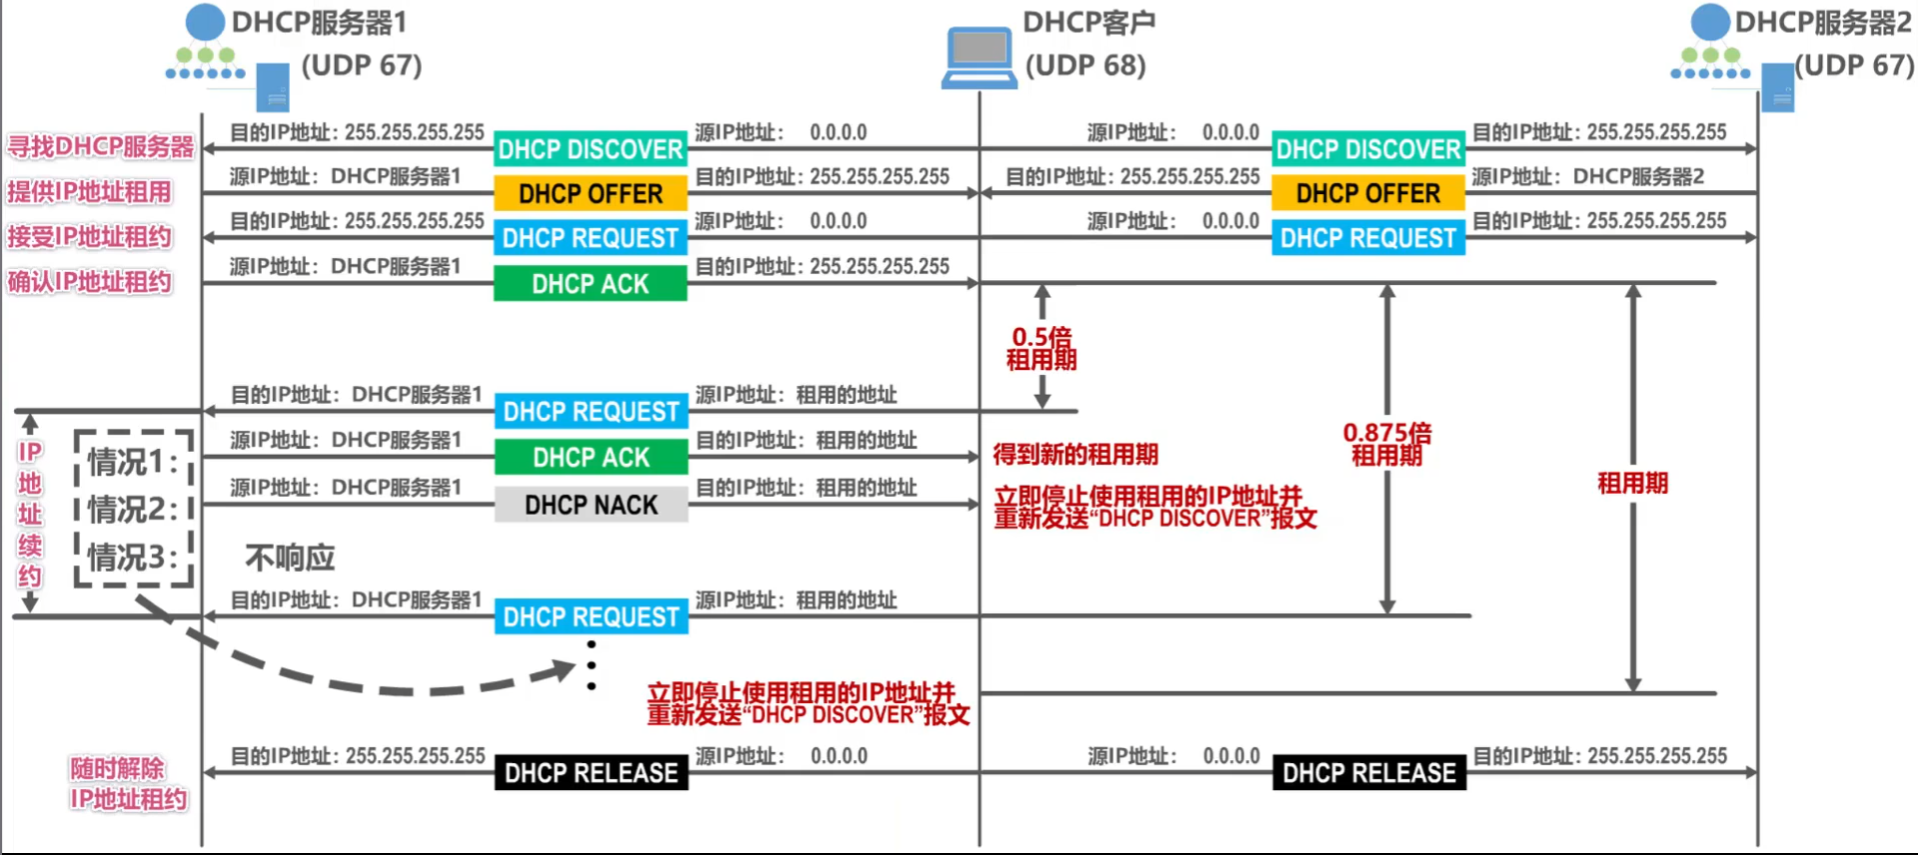 DHCP服务器1
(UDP 67)
DHCP客户
(UDP 68)
DHCP服务器2
(UDP 67)
寻找DHCP服务器
目的IP地址: 255.255.255.255
DHCP DISCOVER
源IP地址: 0.0.0.0
源IP地址: 0.0.0.0
DHCP DISCOVER
目的IP地址: 255.255.255.255
提供IP地址租用
源IP地址: DHCP服务器1
DHCP OFFER
目的IP地址: 255.255.255.255
目的IP地址: 255.255.255.255
DHCP OFFER
源IP地址: DHCP服务器2
接受IP地址租约
目的IP地址: 255.255.255.255
DHCP REQUEST
源IP地址: 0.0.0.0
源IP地址: 0.0.0.0
DHCP REQUEST
目的IP地址: 255.255.255.255
确认IP地址租约
源IP地址: DHCP服务器1
DHCP ACK
目的IP地址: 255.255.255.255
0.5倍
租用期
0.875倍
租用期
租用期
IP地址续约
目的IP地址: DHCP服务器1
DHCP REQUEST
源IP地址: 租用的地址
情况1:
源IP地址: DHCP服务器1
DHCP ACK
目的IP地址: 租用的地址
得到新的租用期
情况2:
源IP地址: DHCP服务器1
DHCP NACK
目的IP地址: 租用的地址
立即停止使用租用的IP地址并
重新发送“DHCP DISCOVER”报文
情况3:
不响应
目的IP地址: DHCP服务器1
DHCP REQUEST
源IP地址: 租用的地址
立即停止使用租用的IP地址并
重新发送“DHCP DISCOVER”报文
随时解除
IP地址租约
目的IP地址: 255.255.255.255
DHCP RELEASE
源IP地址: 0.0.0.0
源IP地址: 0.0.0.0
DHCP RELEASE
目的IP地址: 255.255.255.255